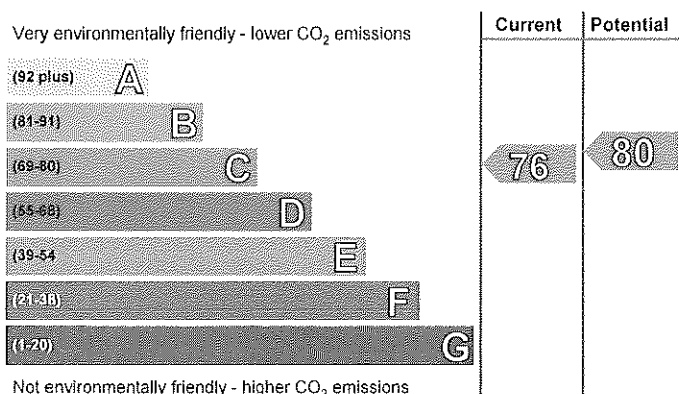 Very environmentally friendly - lower CO₂ emissions
Current Potential
(92 plus) A
(81-91) B
(69-80) C
76
80
(55-68) D
(39-54 E
(21-38) F
(1-20) G
Not environmentally friendly - higher CO₂ emissions